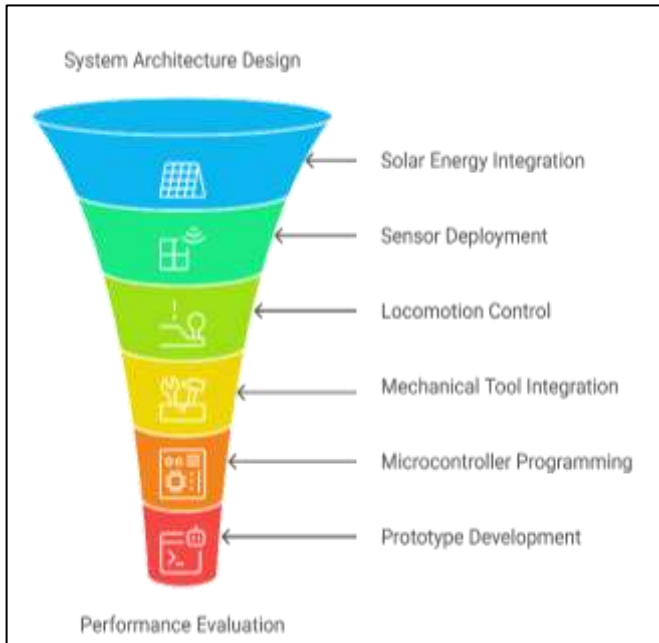 System Architecture Design
Solar Energy Integration
Sensor Deployment
Locomotion Control
Mechanical Tool Integration
Microcontroller Programming
Prototype Development
Performance Evaluation